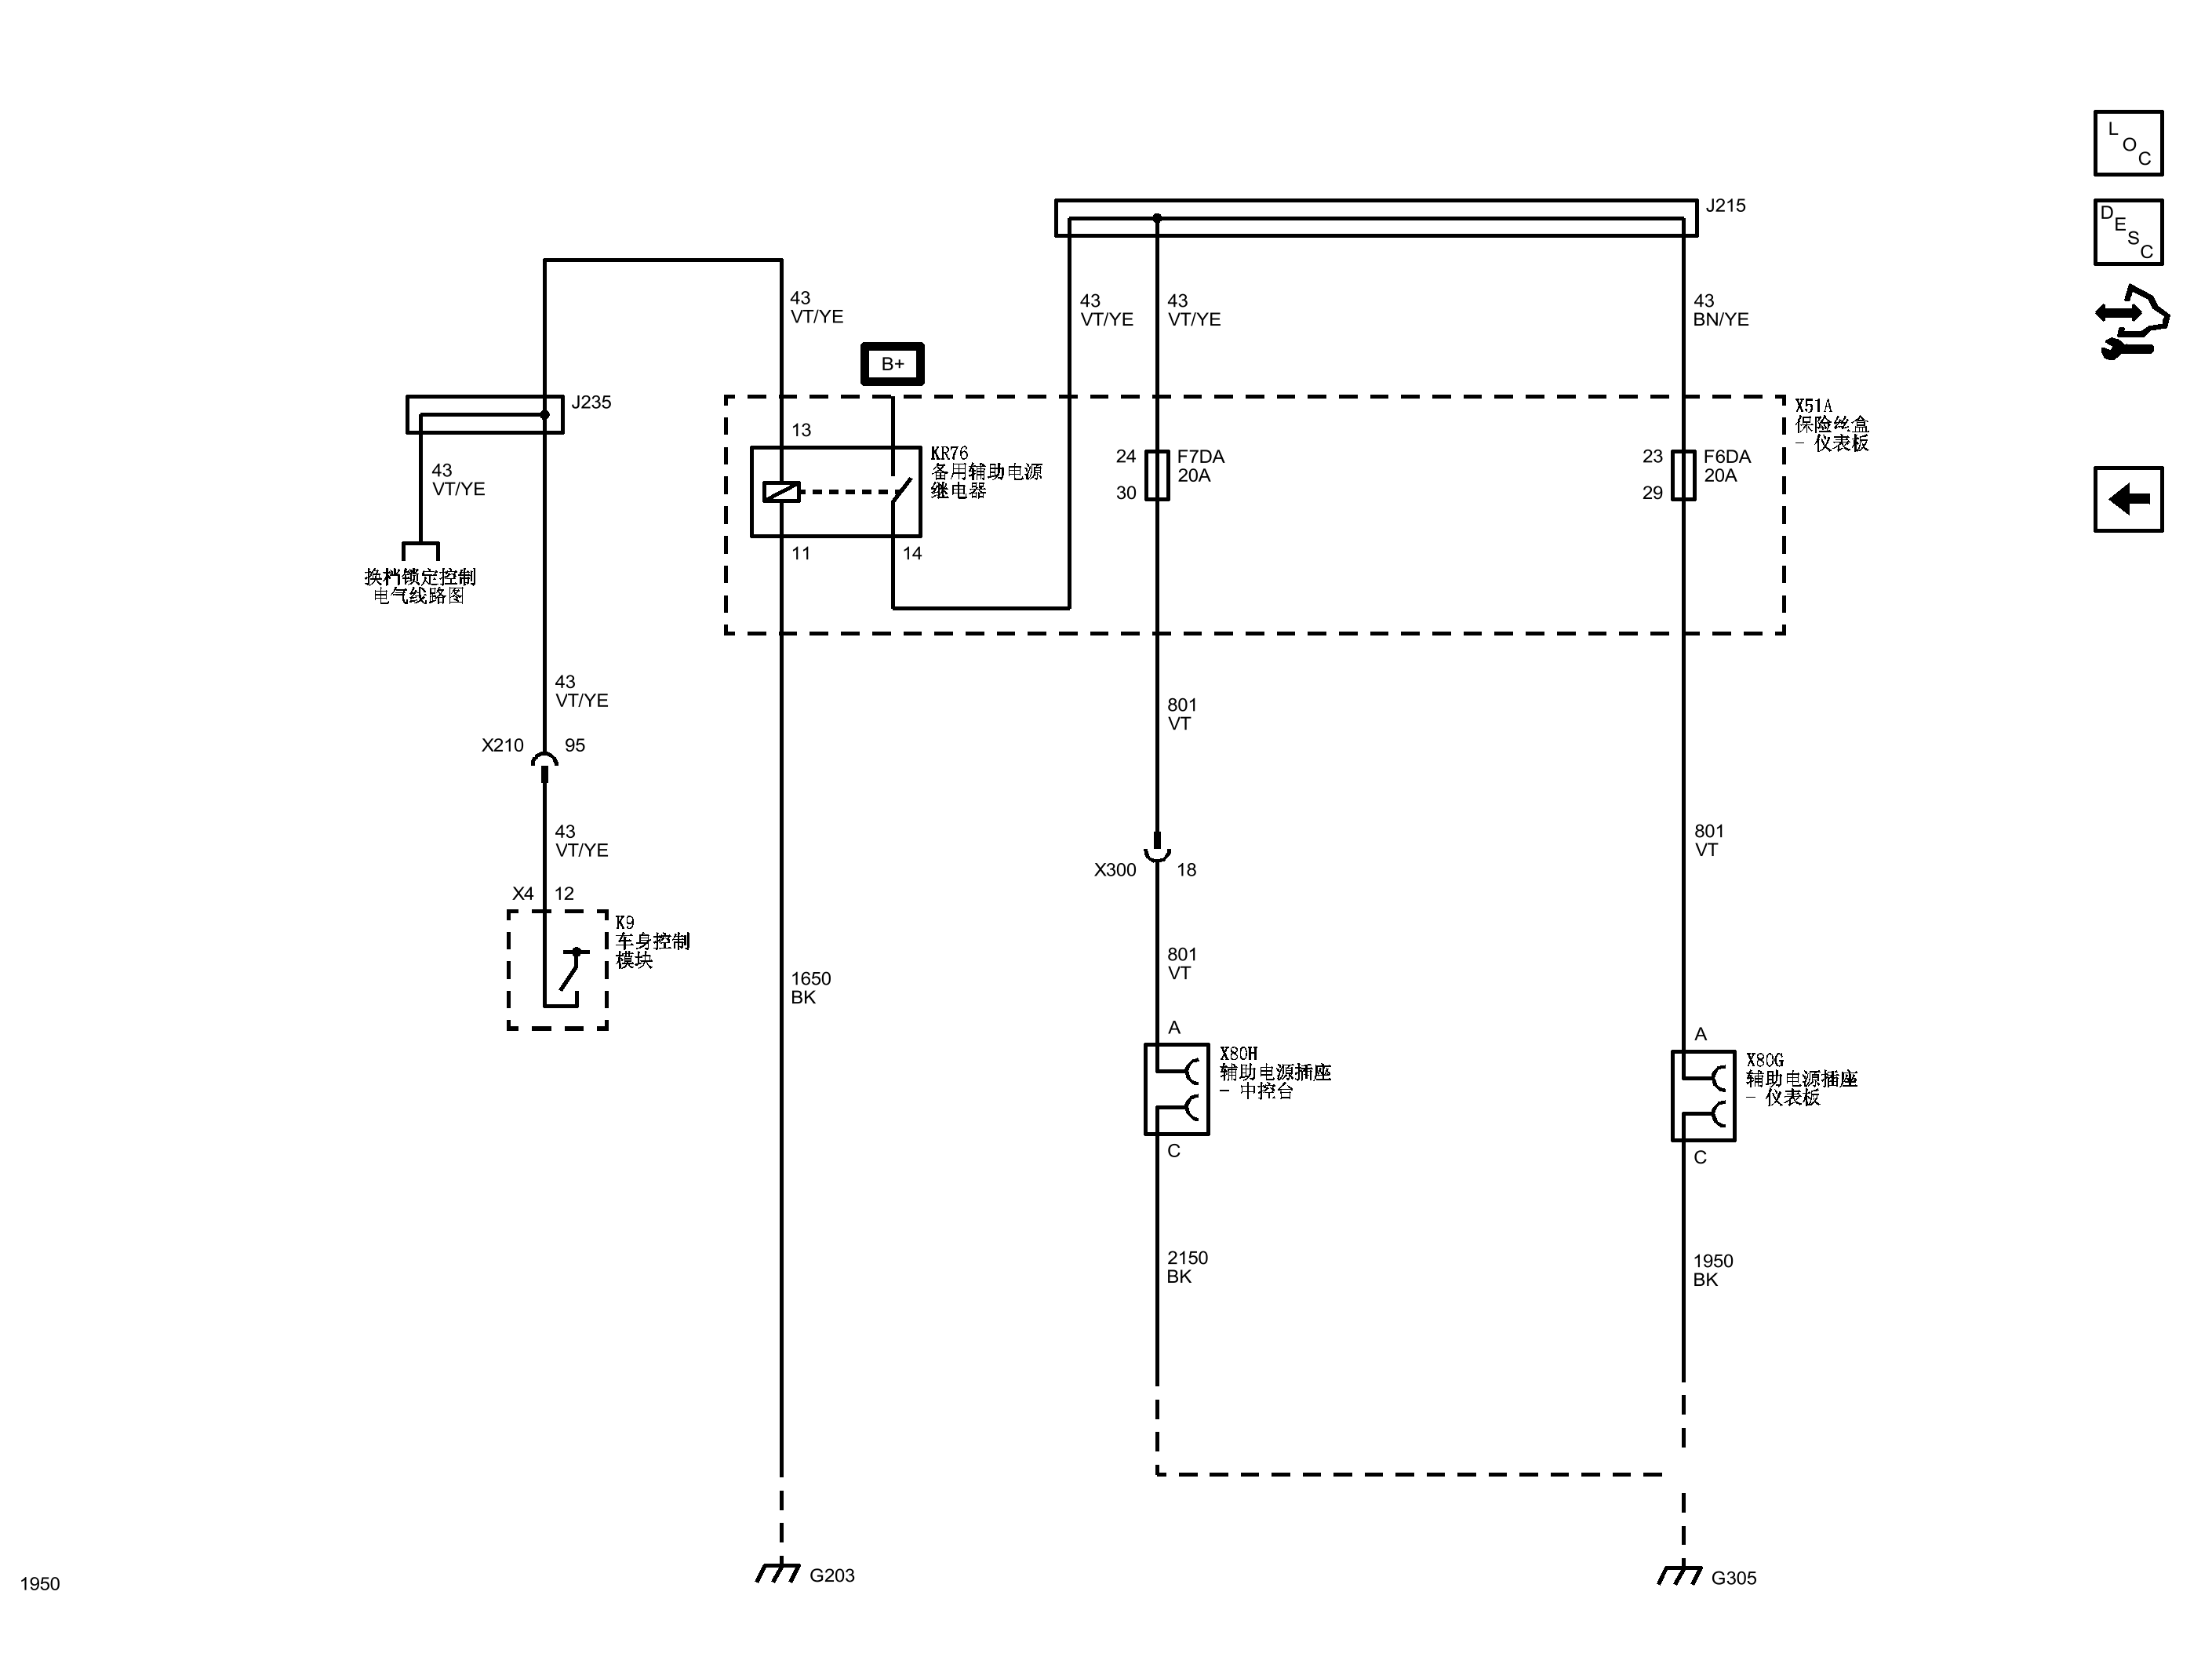 L
O
C
J215
D
E
S
C
43
VT/YE
43
VT/YE
43
VT/YE
43
BN/YE
B+
J235
X51A
保险丝盒
- 仪表板
13
KR76
备用辅助电源
继电器
24
F7DA
20A
30
23
F6DA
20A
29
43
VT/YE
11
14
换档锁定控制
电气线路图
43
VT/YE
801
VT
X210
95
43
VT/YE
801
VT
X300
18
X4
12
K9
车身控制
模块
801
VT
1650
BK
A
X80H
辅助电源插座
- 中控台
C
A
X80G
辅助电源插座
- 仪表板
C
2150
BK
1950
BK
G203
G305
1950